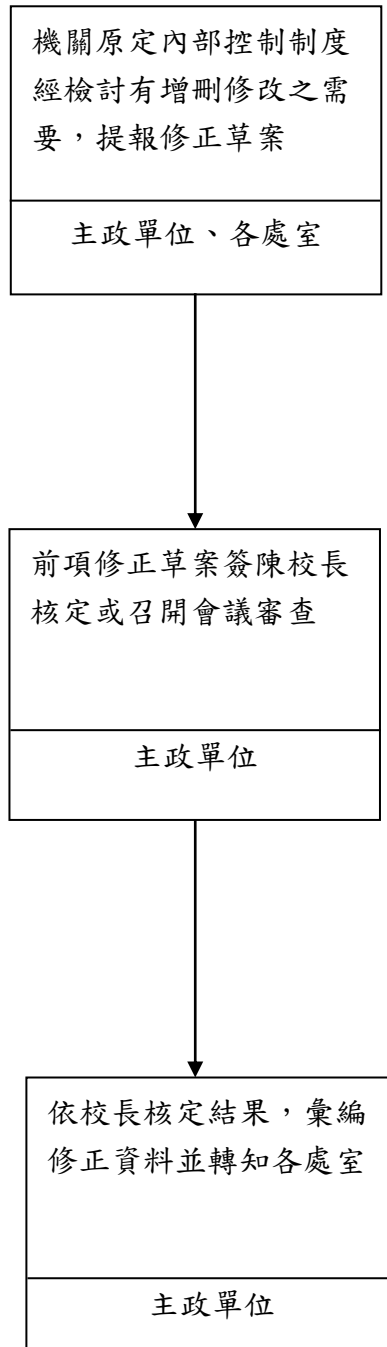 機關原定內部控制制度
經檢討有增刪修改之需
要，提報修正草案
主政單位、各處室
前項修正草案簽陳校長
核定或召開會議審查
主政單位
依校長核定結果，彙編
修正資料並轉知各處室
主政單位